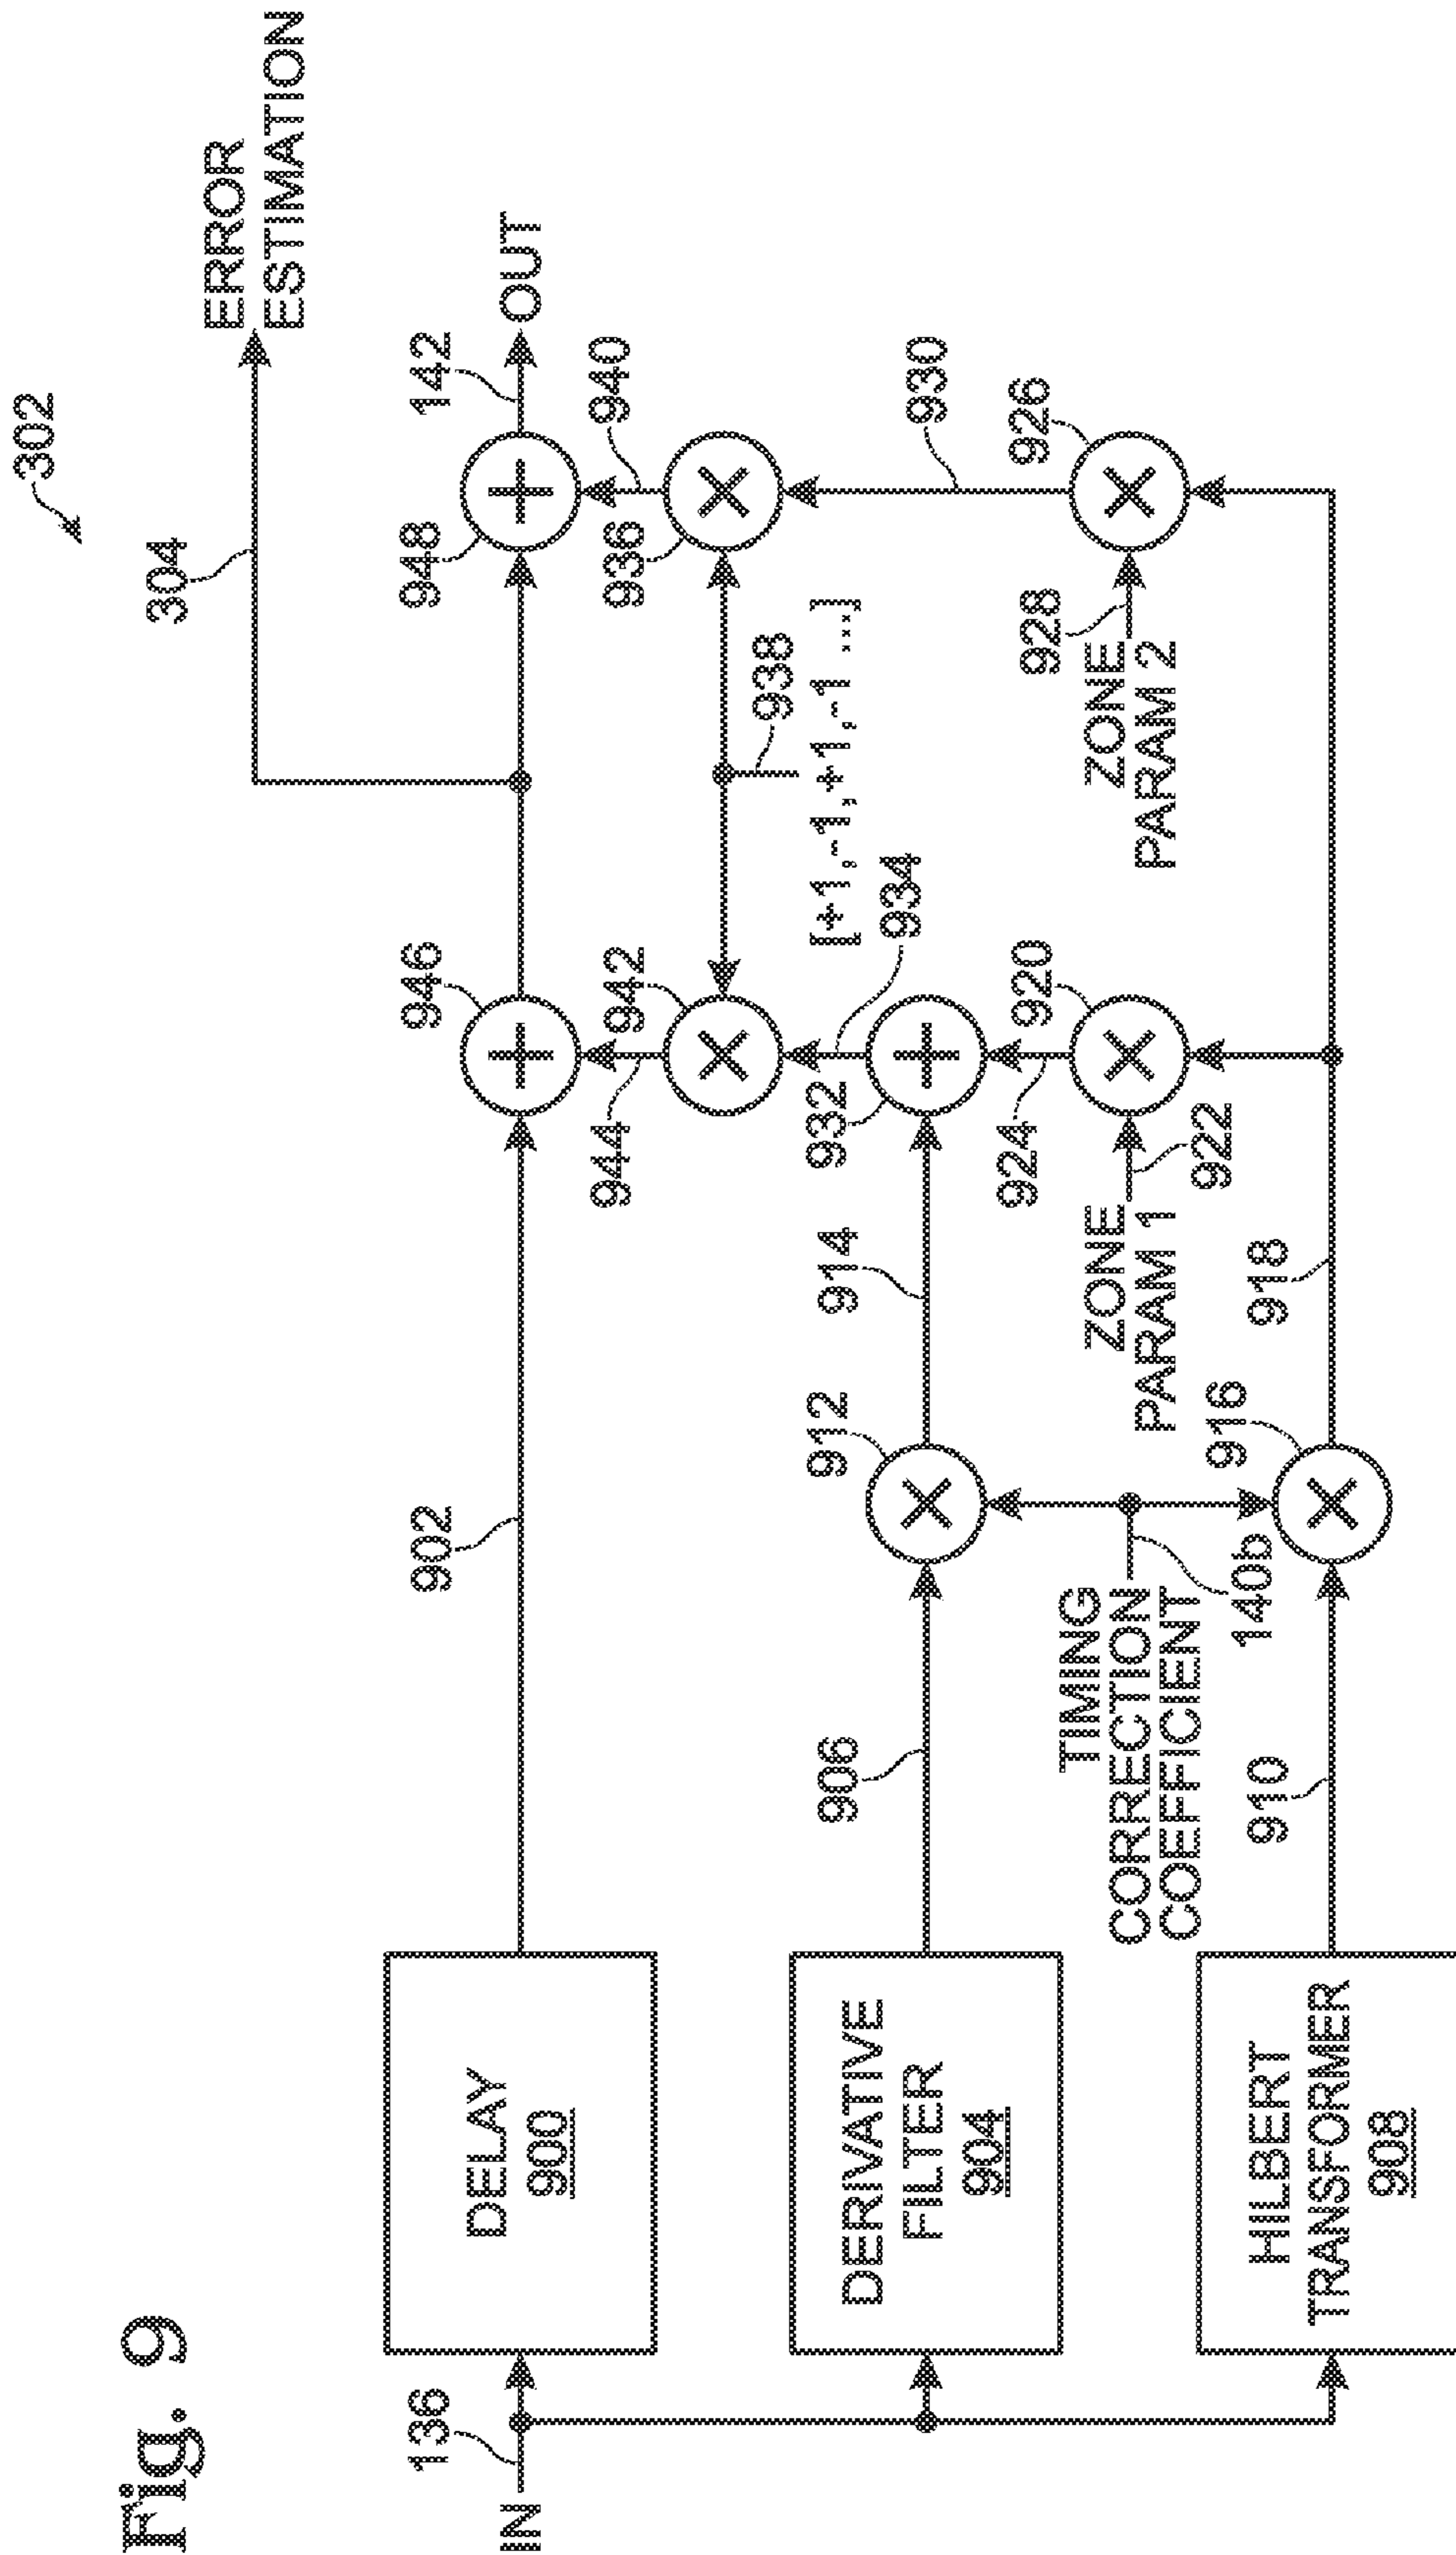 Fig. 9
302
304
ERROR
ESTIMATION
IN
136
DELAY
900
902
946
948
142
OUT
944
942
936
940
938
[+1,-1,+1,-1 ...]
DERIVATIVE
FILTER
904
906
912
914
932
934
930
TIMING
CORRECTION
COEFFICIENT
140b
ZONE
PARAM 1
922
924
920
ZONE
PARAM 2
928
926
HILBERT
TRANSFORMER
908
910
916
918